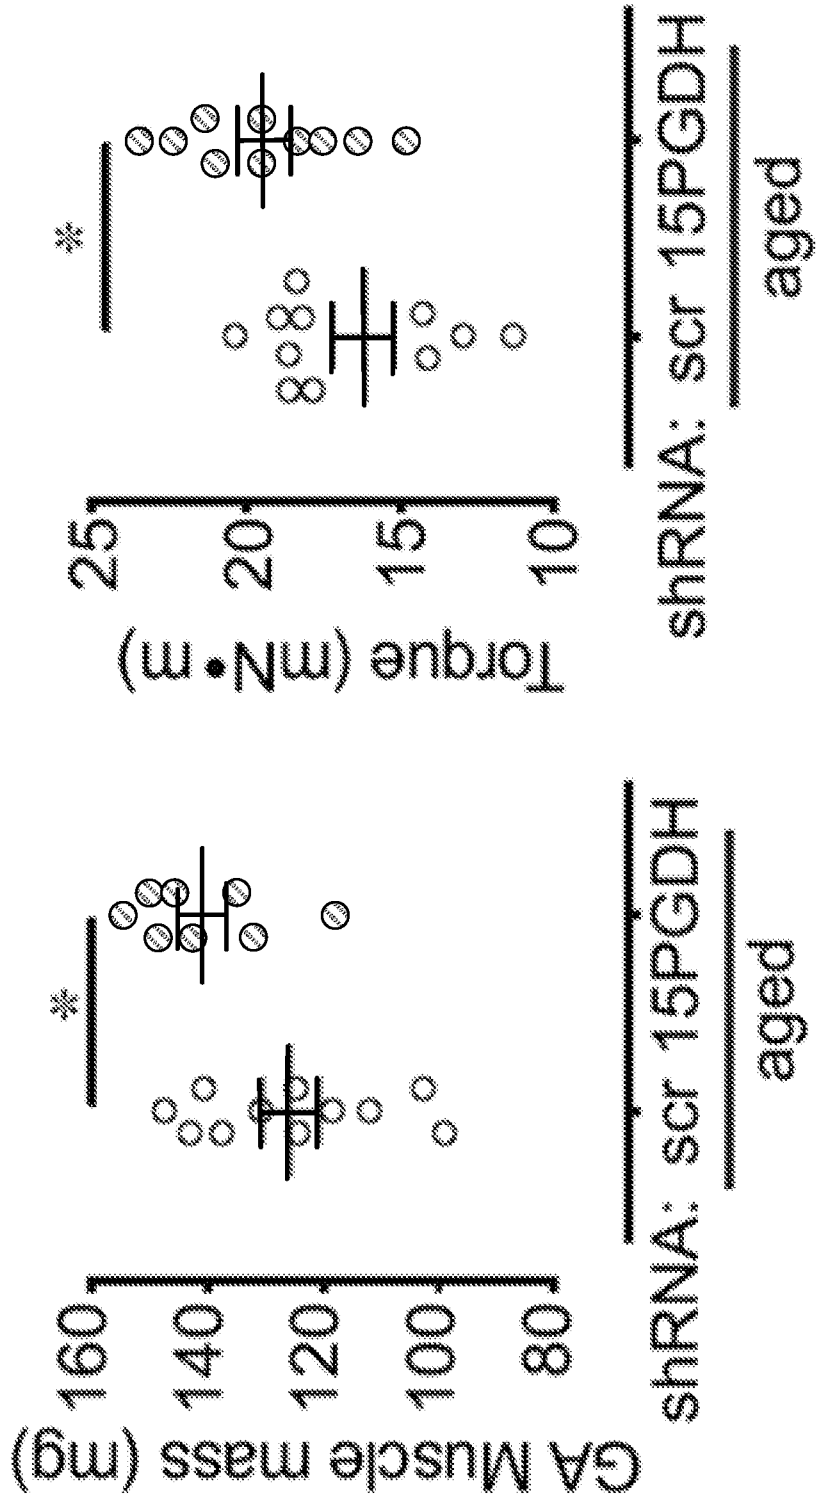 GA Muscle mass (mg)
160
140
120
100
80
*
shRNA: scr 15PGDH
aged
Torque (mN•m)
25
20
15
10
*
shRNA: scr 15PGDH
aged